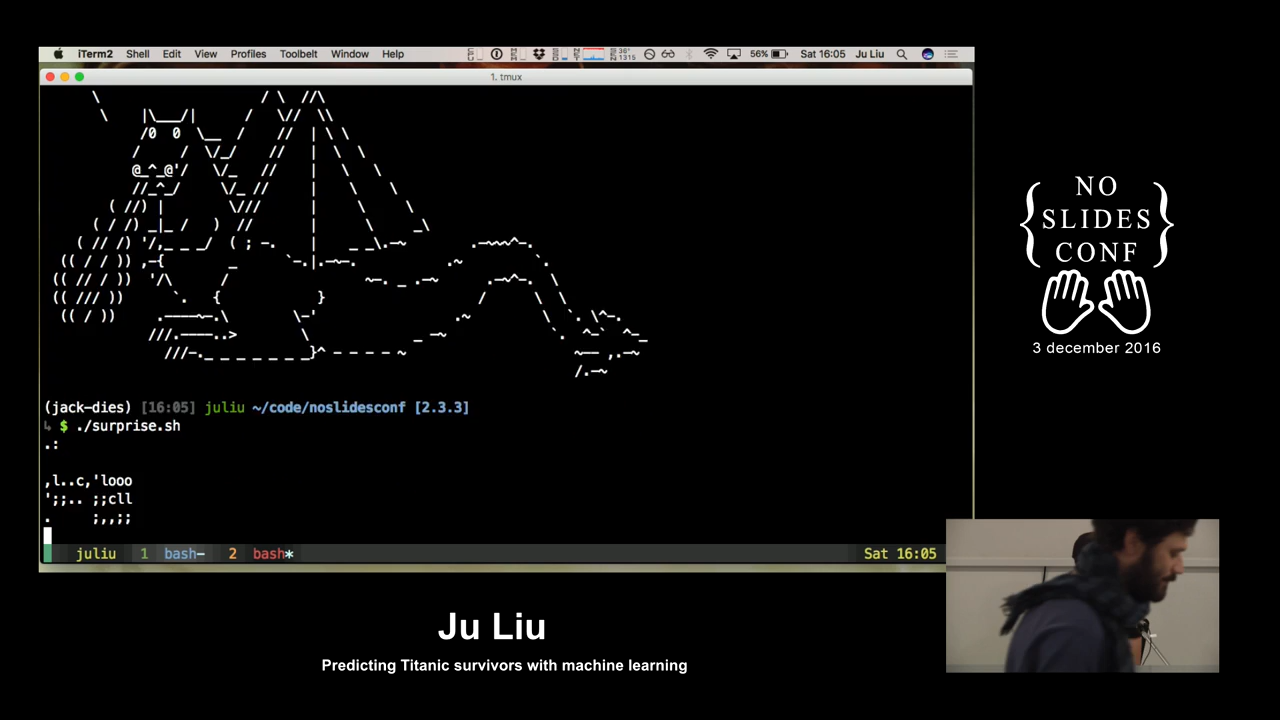 iTerm2 Shell Edit View Profiles Toolbelt Window Help 56% Sat 16:05 Ju Liu
1. tmux
(jack-dies) [16:05] juliu ~/code/noslidesconf [2.3.3]
$ ./surprise.sh
.:
,l..c,'looo
';;.. ;;cll
. ;,,;;
juliu 1 bash- 2 bash* Sat 16:05
NO
SLIDES
CONF
3 december 2016
Ju Liu
Predicting Titanic survivors with machine learning